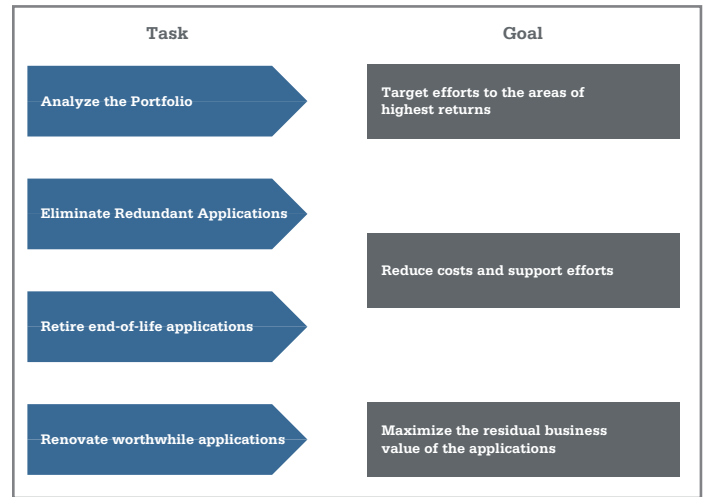 Task
Goal
Analyze the Portfolio
Target efforts to the areas of
highest returns
Eliminate Redundant Applications
Reduce costs and support efforts
Retire end-of-life applications
Renovate worthwhile applications
Maximize the residual business
value of the applications